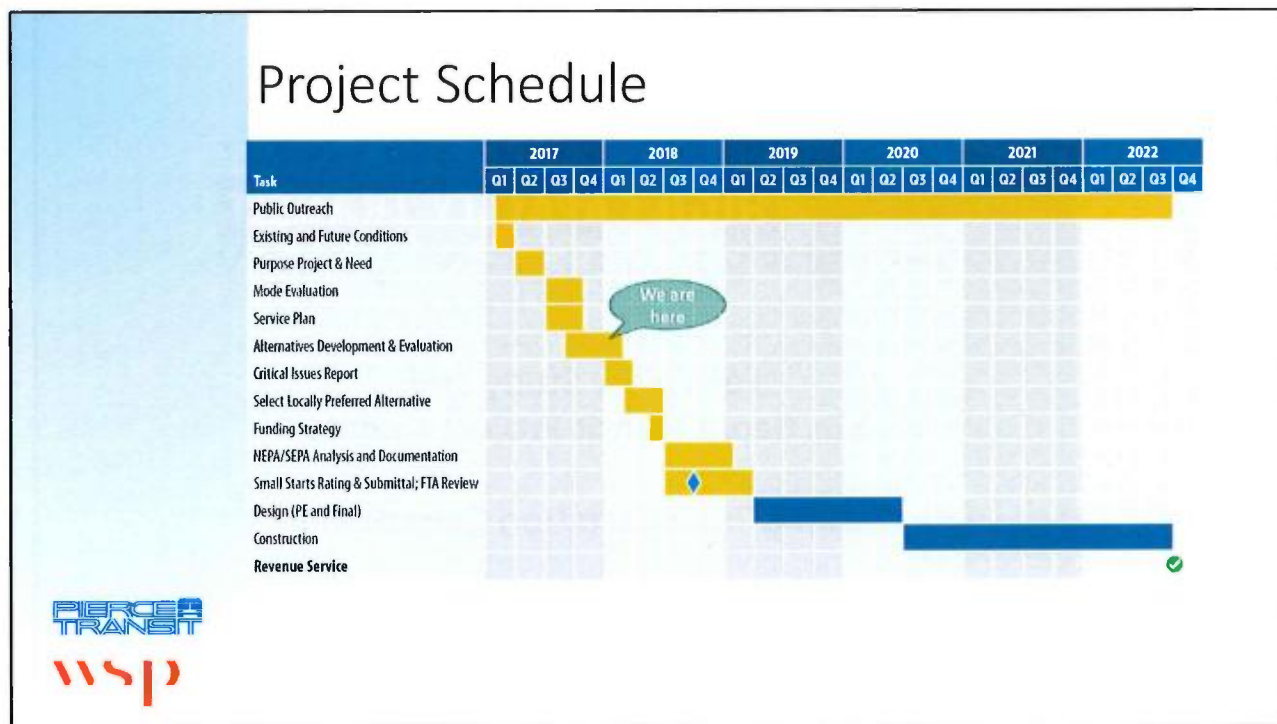 Project Schedule
2017 2018 2019 2020 2021 2022
Task Q1 Q2 Q3 Q4 Q1 Q2 Q3 Q4 Q1 Q2 Q3 Q4 Q1 Q2 Q3 Q4 Q1 Q2 Q3 Q4 Q1 Q2 Q3 Q4
Public Outreach
Existing and Future Conditions
Purpose Project & Need
Mode Evaluation
We are
here
Service Plan
Alternatives Development & Evaluation
Critical Issues Report
Select Locally Preferred Alternative
Funding Strategy
NEPA/SEPA Analysis and Documentation
Small Starts Rating & Submittal; FTA Review
Design (PE and Final)
Construction
Revenue Service
PIERCE
TRANSIT
wsp